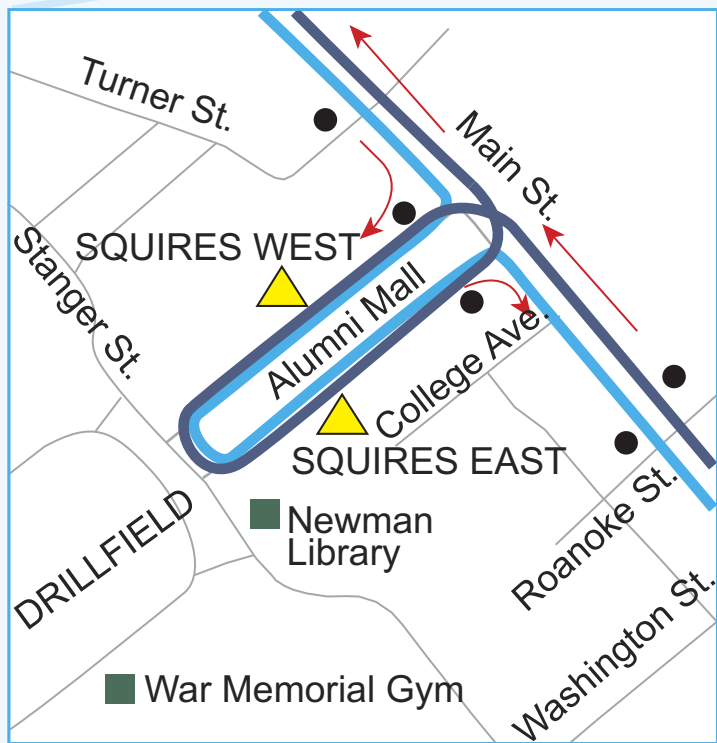 Turner St.
Main St.
SQUIRES WEST
Stanger St.
Alumni Mall
College Ave.
SQUIRES EAST
DRILLFIELD
Newman
Library
Roanoke St.
Washington St.
War Memorial Gym